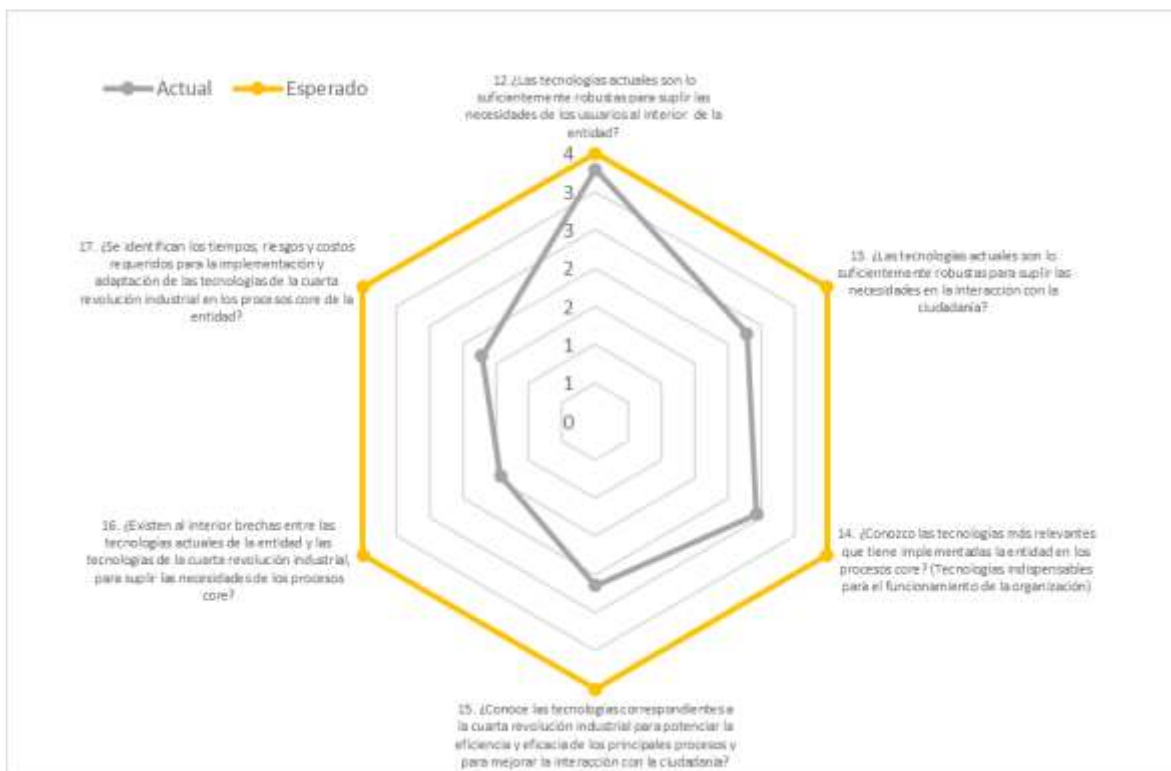 Actual
Esperado
12.¿Las tecnologías actuales son lo
suficientemente robustas para suplir las
necesidades de los usuarios al interior de la
entidad?
4
3
3
2
2
1
1
0
13. ¿Las tecnologías actuales son lo
suficientemente robustas para suplir las
necesidades en la interacción con la
ciudadanía?
14. ¿Conozco las tecnologías más relevantes
que tiene implementadas la entidad en los
procesos core? (Tecnologías indispensables
para el funcionamiento de la organización)
15. ¿Conoce las tecnologías correspondientes a
la cuarta revolución industrial para potenciar la
eficiencia y eficacia de los principales procesos y
para mejorar la interacción con la ciudadanía?
16. ¿Existen al interior brechas entre las
tecnologías actuales de la entidad y las
tecnologías de la cuarta revolución industrial,
para suplir las necesidades de los procesos
core?
17. ¿Se identifican los tiempos, riesgos y costos
requeridos para la implementación y
adaptación de las tecnologías de la cuarta
revolución industrial en los procesos core de la
entidad?